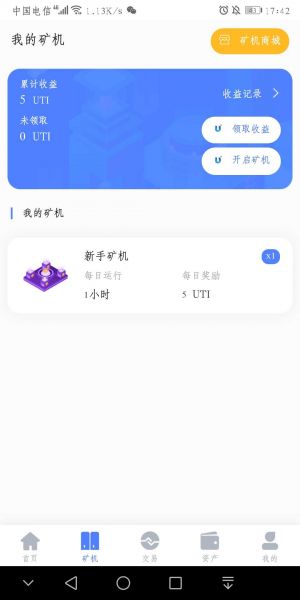 中国电信 4G 1.13K/s 83 17:42
我的矿机
矿机商城
累计收益
5 UTI
收益记录
未领取
0 UTI
领取收益
开启矿机
我的矿机
新手矿机
x1
每日运行 每日奖励
1小时 5 UTI
首页 矿机 交易 资产 我的